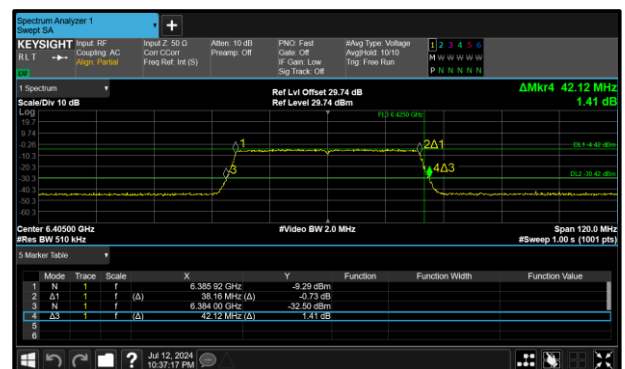 Spectrum Analyzer 1
Swept SA
+
KEYSIGHT Input: RF Input Z: 50 Ω Atten: 10 dB PNO: Fast #Avg Type: Voltage 1 2 3 4 5 6
RLT Coupling: AC Corr CCorr Preamp: Off Gate: Off Avg|Hold: 10/10 M W W W W W
Align: Partial Freq Ref: Int (S) IF Gain: Low Trig: Free Run
Sig Track: Off P N N N N N
1 Spectrum Ref Lvl Offset 29.74 dB ΔMkr4 42.12 MHz
Scale/Div 10 dB Ref Level 29.74 dBm 1.41 dB
Log
19.7 FL3 6.4250 GHz
9.74
-0.26 1 2Δ1 DL1 -4.42 dBm
-10.3
-20.3 3 4Δ3
-30.3 DL2 -30.42 dBm
-40.3
-50.3
-60.3
Center 6.40500 GHz #Video BW 2.0 MHz Span 120.0 MHz
#Res BW 510 kHz #Sweep 1.00 s (1001 pts)
5 Marker Table
Mode Trace Scale X Y Function Function Width Function Value
1 N 1 f 6.385 92 GHz -9.29 dBm
2 Δ1 1 f (Δ) 38.16 MHz (Δ) -0.73 dB
3 N 1 f 6.384 00 GHz -32.50 dBm
4 Δ3 1 f (Δ) 42.12 MHz (Δ) 1.41 dB
5
6
? Jul 12, 2024
10:37:17 PM